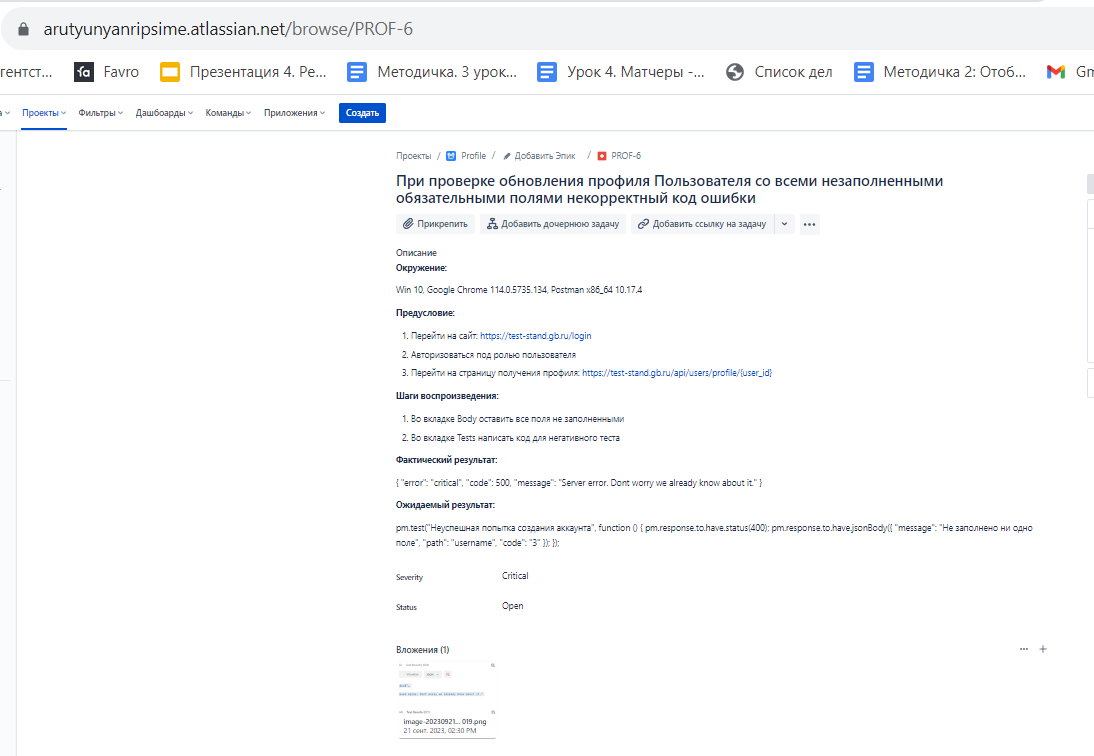 arutyunyanripsime.atlassian.net/browse/PROF-6
гентст... fa Favro Презентация 4. Ре... Методичка. 3 урок... Урок 4. Матчеры -... Список дел Методичка 2: Отоб... Gm
а Проекты Фильтры Дашбоарды Команды Приложения Создать
Проекты / Profile / Добавить Эпик / PROF-6
При проверке обновления профиля Пользователя со всеми незаполненными
обязательными полями некорректный код ошибки
Прикрепить Добавить дочернюю задачу Добавить ссылку на задачу ...
Описание
Окружение:
Win 10, Google Chrome 114.0.5735.134, Postman x86_64 10.17.4
Предусловие:
1. Перейти на сайт: https://test-stand.gb.ru/login
2. Авторизоваться под ролью пользователя
3. Перейти на страницу получения профиля: https://test-stand.gb.ru/api/users/profile/{user_id}
Шаги воспроизведения:
1. Во вкладке Body оставить все поля не заполненными
2. Во вкладке Tests написать код для негативного теста
Фактический результат:
{ "error": "critical", "code": 500, "message": "Server error. Dont worry we already know about it." }
Ожидаемый результат:
pm.test("Неуспешная попытка создания аккаунта", function () { pm.response.to.have.status(400); pm.response.to.have.jsonBody({ "message": "Не заполнено ни одно
поле", "path": "username", "code": "3" }); });
Severity Critical
Status Open
Вложения (1) ... +
image-20230921... 019.png
21 сент. 2023, 02:30 PM